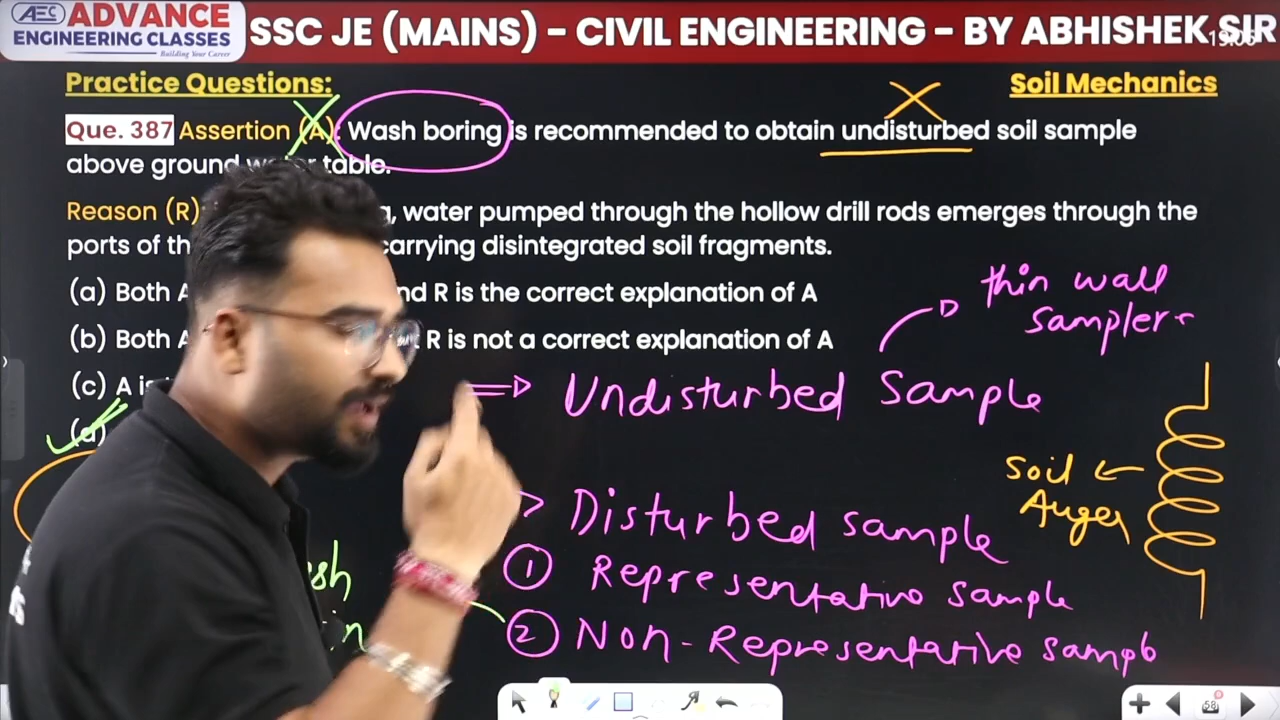 AEC ADVANCE
ENGINEERING CLASSES
Building Your Career
SSC JE (MAINS) - CIVIL ENGINEERING - BY ABHISHEK SIR
Practice Questions:
Soil Mechanics
Que. 387 Assertion (A): Wash boring is recommended to obtain undisturbed soil sample
above ground water table.
Reason (R) water pumped through the hollow drill rods emerges through the
ports of carrying disintegrated soil fragments.
(a) Both A R is the correct explanation of A
(b) Both A R is not a correct explanation of A
(c) A
(d)
thin wall
sampler
Undisturbed Sample
soil
Auger
Disturbed sample
① Representative sample
② Non-Representative
58